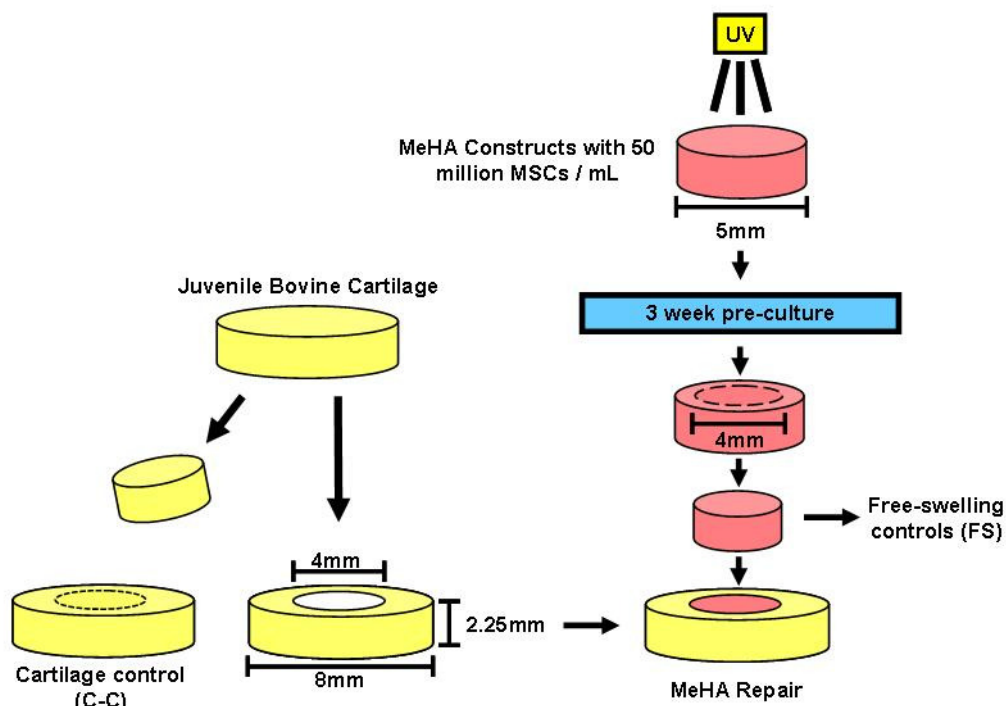 UV
MeHA Constructs with 50
million MSCs / mL
5mm
Juvenile Bovine Cartilage
3 week pre-culture
4mm
Free-swelling
controls (FS)
4mm
2.25mm
8mm
Cartilage control
(C-C)
MeHA Repair